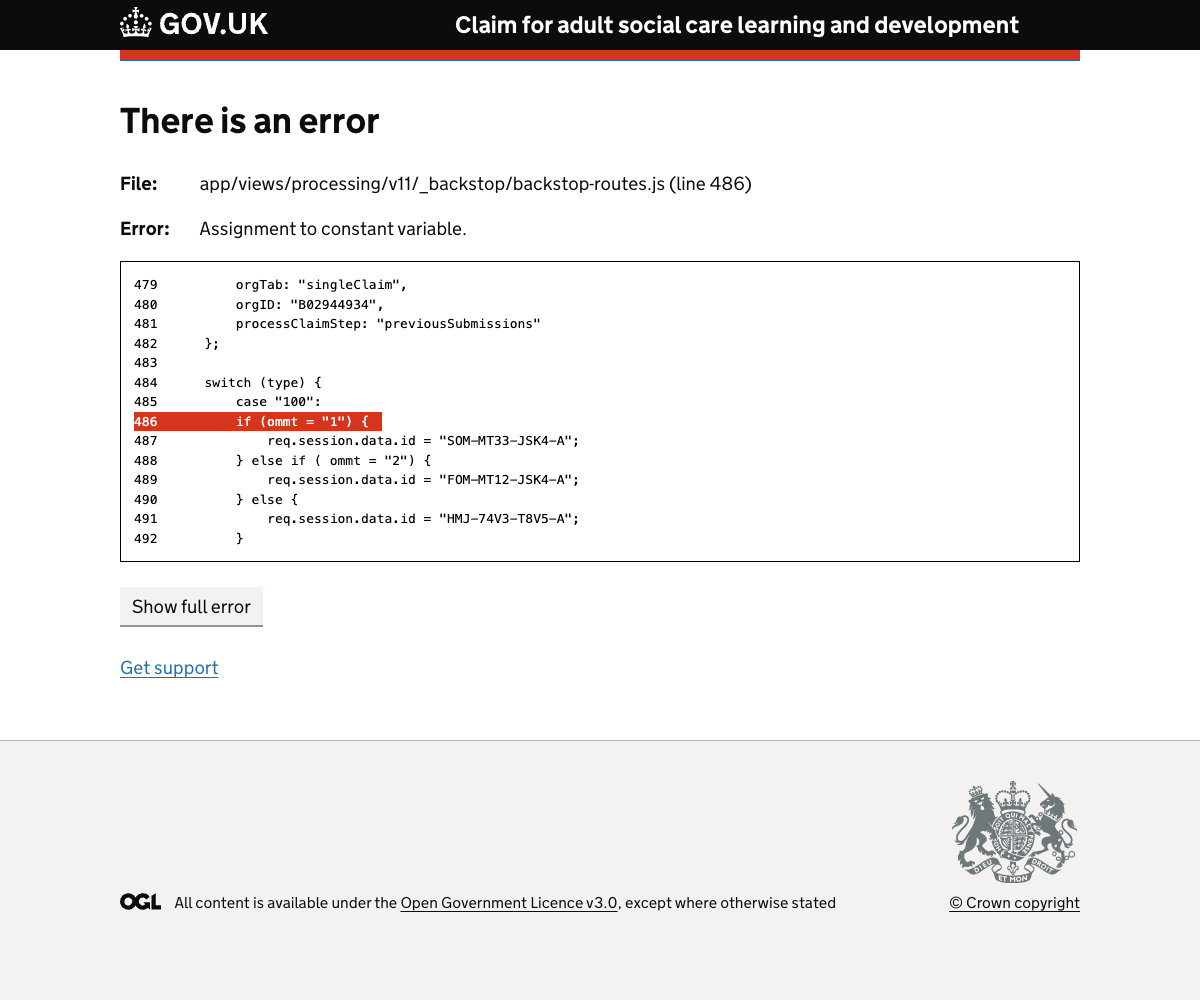 GOV.UK
Claim for adult social care learning and development
There is an error
File: app/views/processing/v11/_backstop/backstop-routes.js (line 486)
Error: Assignment to constant variable.
479          orgTab: "singleClaim",
480          orgID: "B02944934",
481          processClaimStep: "previousSubmissions"
482      };
483
484      switch (type) {
485          case "100":
486          if (ommt = "1") {
487              req.session.data.id = "SOM-MT33-JSK4-A";
488          } else if ( ommt = "2") {
489              req.session.data.id = "FOM-MT12-JSK4-A";
490          } else {
491              req.session.data.id = "HMJ-74V3-T8V5-A";
492          }
Show full error
Get support
OGL All content is available under the Open Government Licence v3.0, except where otherwise stated
DIEU ET MON DROIT
© Crown copyright